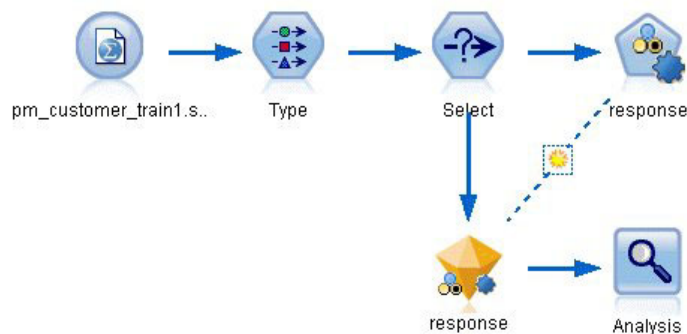 pm_customer_train1.s..
Type
Select
response
response
Analysis